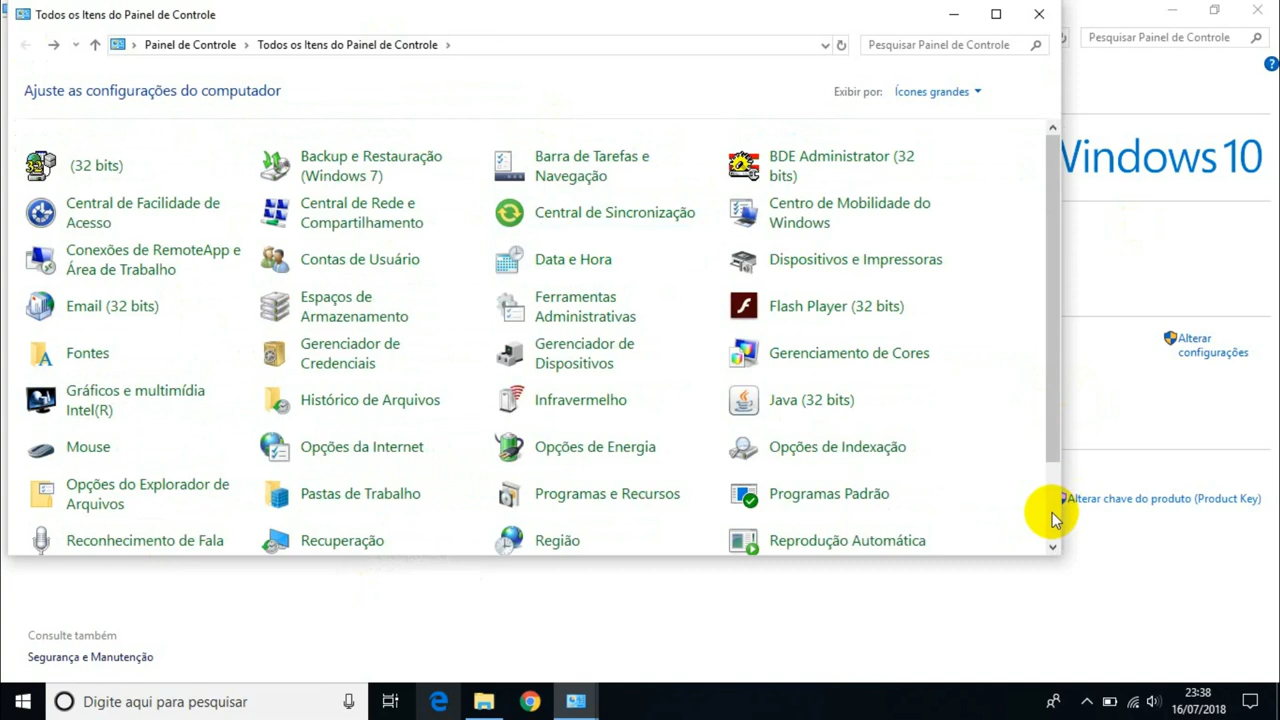 Todos os Itens do Painel de Controle
Painel de Controle
Todos os Itens do Painel de Controle
Pesquisar Painel de Controle
Pesquisar Painel de Controle
?
Ajuste as configurações do computador
Exibir por:
Ícones grandes
(32 bits)
Backup e Restauração
(Windows 7)
Barra de Tarefas e
Navegação
BDE Administrator (32
bits)
Windows 10
Central de Facilidade de
Acesso
Central de Rede e
Compartilhamento
Central de Sincronização
Centro de Mobilidade do
Windows
Conexões de RemoteApp e
Área de Trabalho
Contas de Usuário
Data e Hora
Dispositivos e Impressoras
Email (32 bits)
Espaços de
Armazenamento
Ferramentas
Administrativas
Flash Player (32 bits)
Alterar
configurações
Fontes
Gerenciador de
Credenciais
Gerenciador de
Dispositivos
Gerenciamento de Cores
Gráficos e multimídia
Intel(R)
Histórico de Arquivos
Infravermelho
Java (32 bits)
Mouse
Opções da Internet
Opções de Energia
Opções de Indexação
Opções do Explorador de
Arquivos
Pastas de Trabalho
Programas e Recursos
Programas Padrão
Alterar chave do produto (Product Key)
Reconhecimento de Fala
Recuperação
Região
Reprodução Automática
Consulte também
Segurança e Manutenção
Digite aqui para pesquisar
23:38
16/07/2018